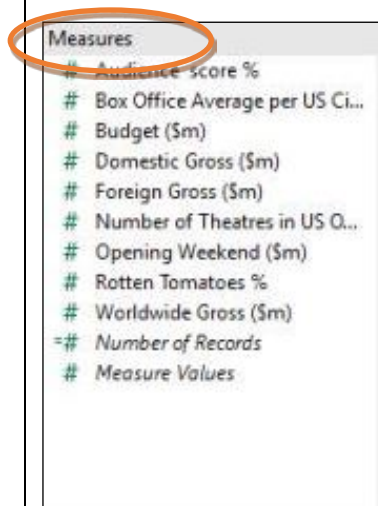 Measures
# Audience score %
# Box Office Average per US Ci...
# Budget ($m)
# Domestic Gross ($m)
# Foreign Gross ($m)
# Number of Theatres in US O...
# Opening Weekend ($m)
# Rotten Tomatoes %
# Worldwide Gross ($m)
=# Number of Records
# Measure Values